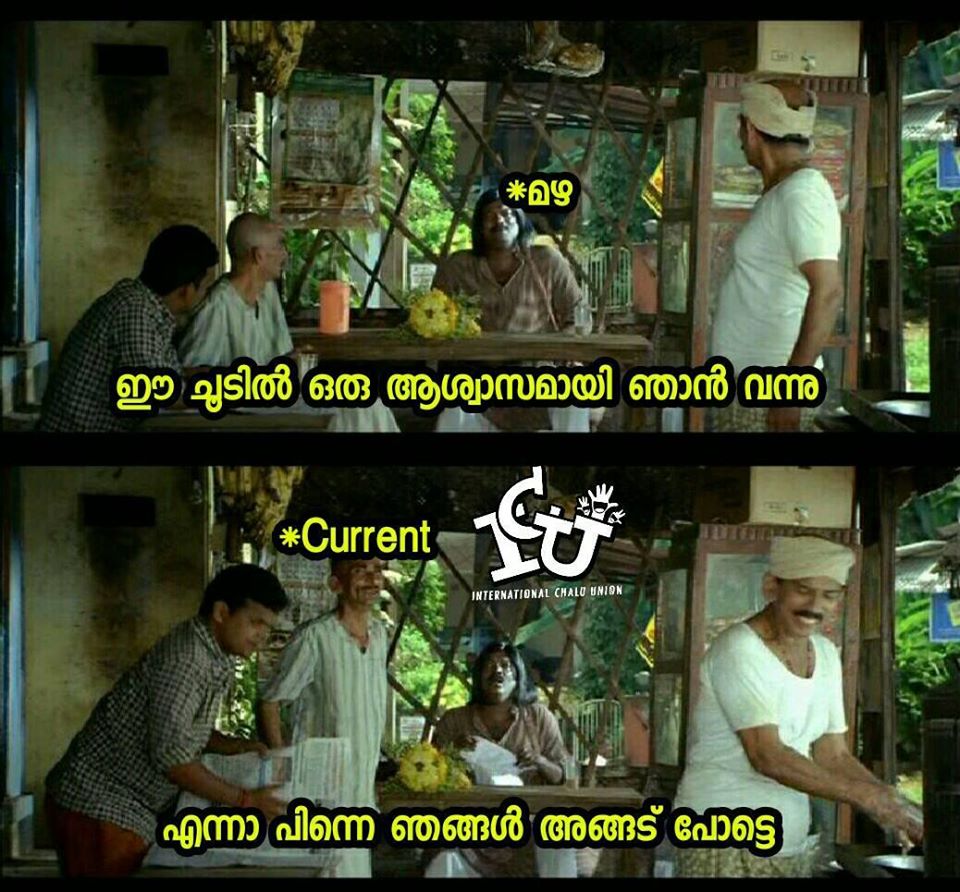 *മഴ
ഈ ചൂടിൽ ഒരു ആശ്വാസമായി ഞാൻ വന്നു
*Current
ICU
INTERNATIONAL CHALU UNION
എന്നാ പിന്നെ ഞങ്ങൾ അങ്ങട് പോട്ടെ